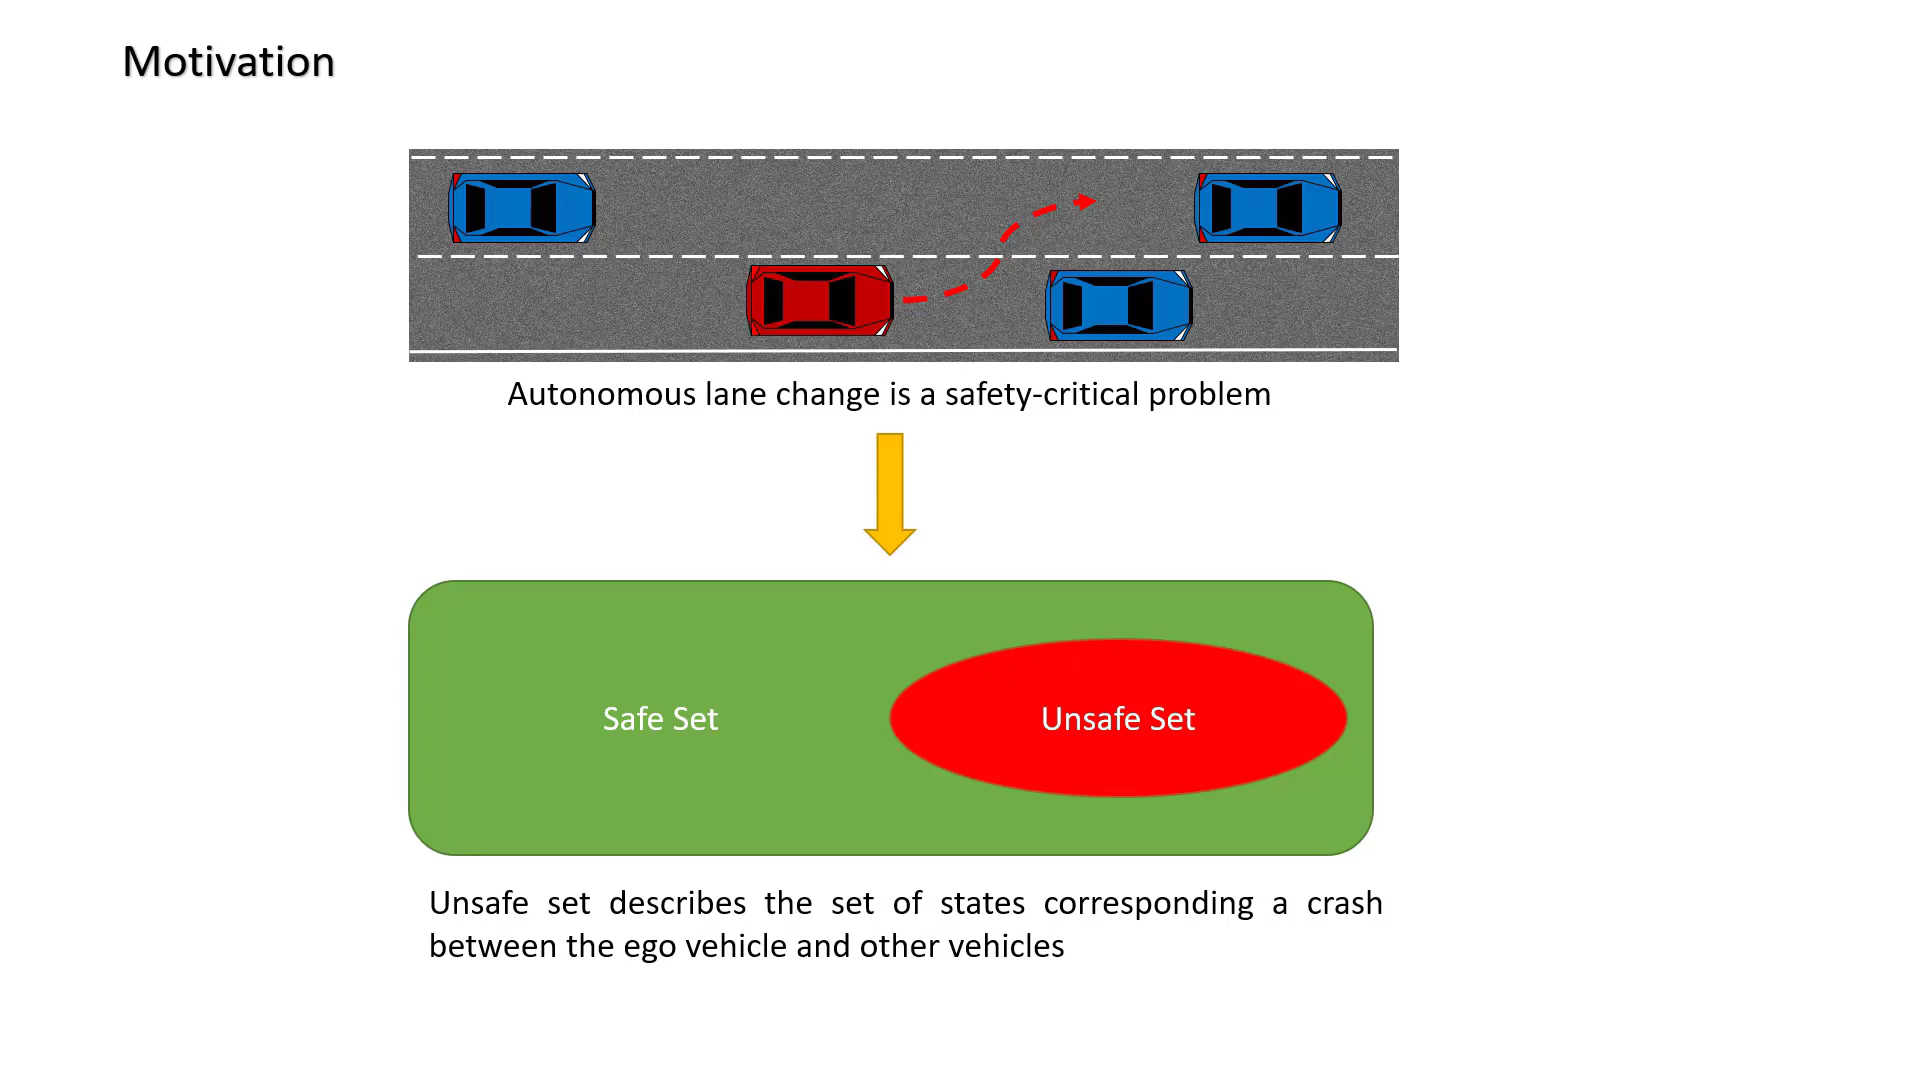 Motivation
Autonomous lane change is a safety-critical problem
Safe Set
Unsafe Set
Unsafe set describes the set of states corresponding a crash
between the ego vehicle and other vehicles